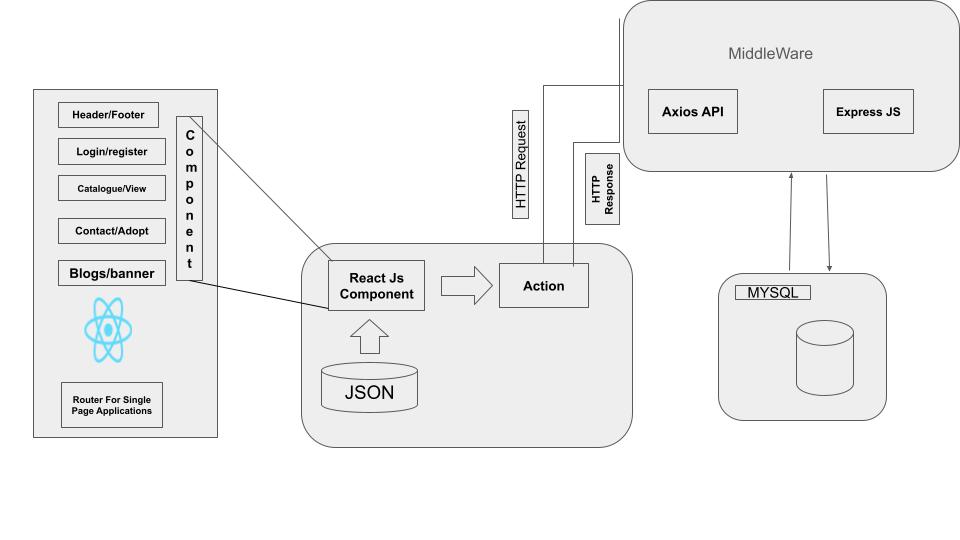 MiddleWare
Axios API
Express JS
Header/Footer
Login/register
Catalogue/View
Contact/Adopt
Blogs/banner
Router For Single
Page Applications
Component
HTTP Request
HTTP
Response
React Js
Component
Action
JSON
MYSQL